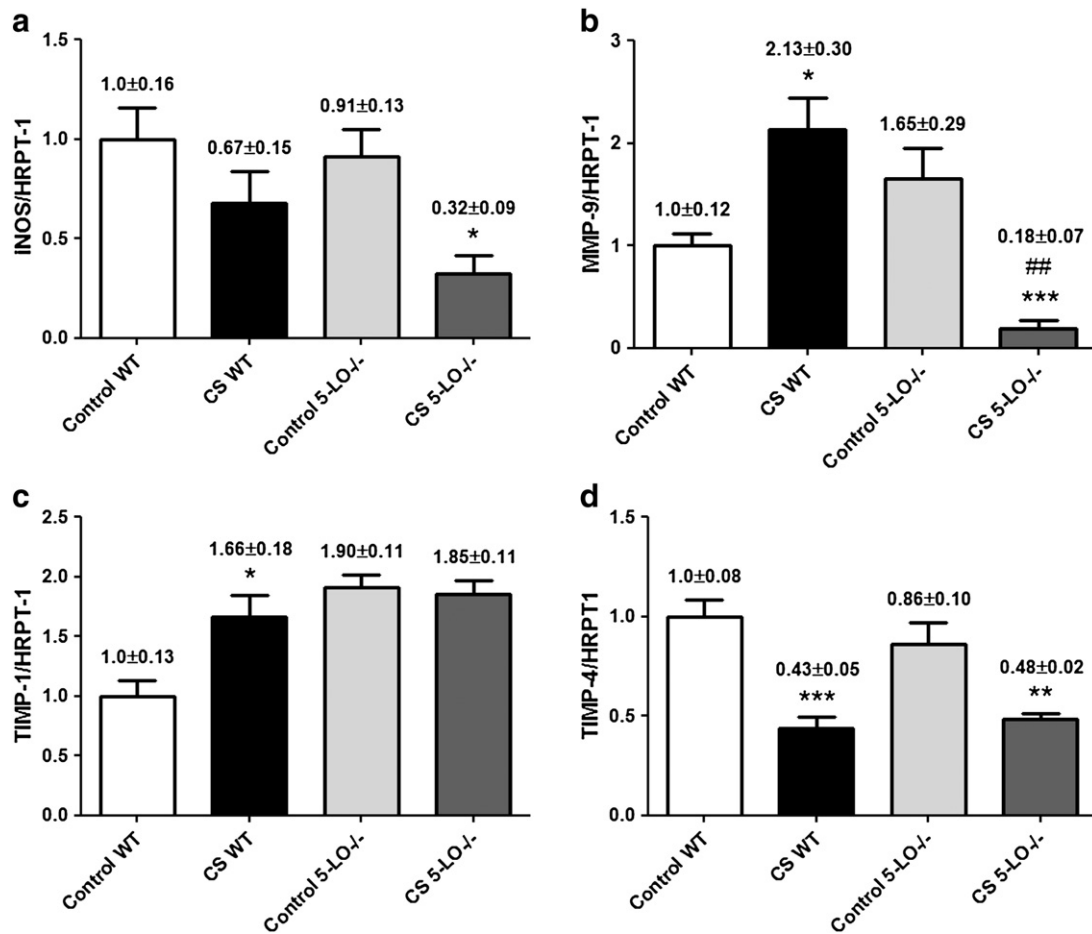 a
INOS/HRPT-1
1.5
1.0
0.5
0.0
1.0±0.16
0.67±0.15
0.91±0.13
0.32±0.09
*
Control WT
CS WT
Control 5-LO-/-
CS 5-LO-/-
b
MMP-9/HRPT-1
3
2
1
0
1.0±0.12
2.13±0.30
*
1.65±0.29
0.18±0.07
##
***
Control WT
CS WT
Control 5-LO-/-
CS 5-LO-/-
c
TIMP-1/HRPT-1
2.5
2.0
1.5
1.0
0.5
0.0
1.0±0.13
1.66±0.18
*
1.90±0.11
1.85±0.11
Control WT
CS WT
Control 5-LO-/-
CS 5-LO-/-
d
TIMP-4/HRPT1
1.5
1.0
0.5
0.0
1.0±0.08
0.43±0.05
***
0.86±0.10
0.48±0.02
**
Control WT
CS WT
Control 5-LO-/-
CS 5-LO-/-